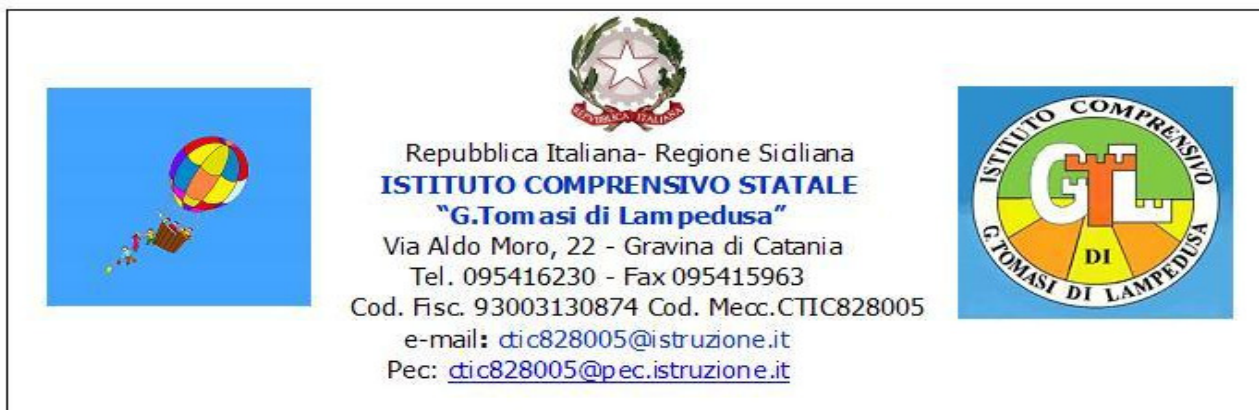 REPVBBLICA ITALIANA
Repubblica Italiana- Regione Siciliana
ISTITUTO COMPRENSIVO STATALE
“G.Tomasi di Lampedusa”
Via Aldo Moro, 22 - Gravina di Catania
Tel. 095416230 - Fax 095415963
Cod. Fisc. 93003130874 Cod. Mecc.CTIC828005
e-mail: ctic828005@istruzione.it
Pec: ctic828005@pec.istruzione.it
ISTITUTO COMPRENSIVO
GTL
DI
G.TOMASI DI LAMPEDUSA